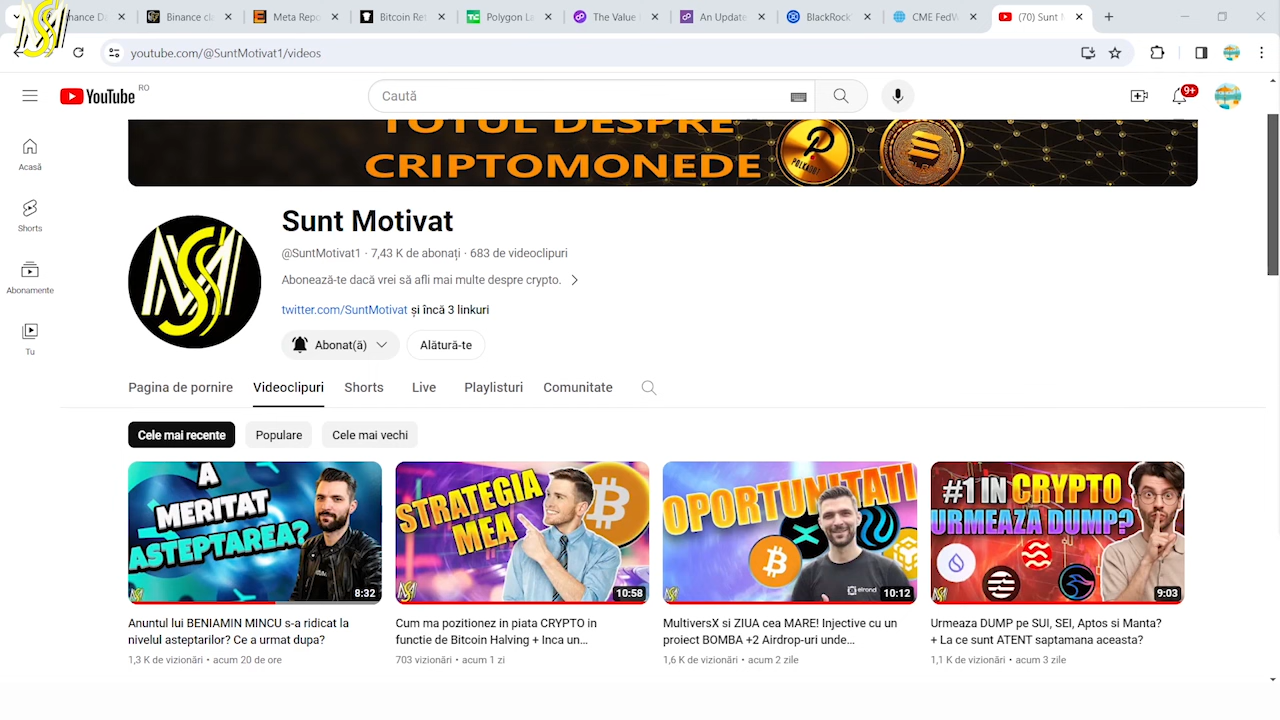 Binance
Meta Repo
Bitcoin Ret
Polygon La
The Value
An Update
BlackRock
CME FedW
(70) Sunt
youtube.com/@SuntMotivat1/videos
YouTube RO
Caută
9+
TOTUL DESPRE
CRIPTOMONEDE
POLKADOT
Acasă
Shorts
Abonamente
Tu
Sunt Motivat
@SuntMotivat1 · 7,43 K de abonați · 683 de videoclipuri
Abonează-te dacă vrei să afli mai multe despre crypto.
twitter.com/SuntMotivat și încă 3 linkuri
Abonat(ă)
Alătură-te
Pagina de pornire
Videoclipuri
Shorts
Live
Playlisturi
Comunitate
Cele mai recente
Populare
Cele mai vechi
A
MERITAT
AȘTEPTAREA?
8:32
STRATEGIA
MEA
10:58
OPORTUNITATI
elrond
10:12
#1 IN CRYPTO
URMEAZA DUMP?
9:03
Anuntul lui BENIAMIN MINCU s-a ridicat la
nivelul asteptarilor? Ce a urmat dupa?
1,3 K de vizionări • acum 20 de ore
Cum ma pozitionez in piata CRYPTO in
functie de Bitcoin Halving + Inca un...
703 vizionări • acum 1 zi
MultiversX si ZIUA cea MARE! Injective cu un
proiect BOMBA +2 Airdrop-uri unde...
1,6 K de vizionări • acum 2 zile
Urmeaza DUMP pe SUI, SEI, Aptos si Manta?
+ La ce sunt ATENT saptamana aceasta?
1,1 K de vizionări • acum 3 zile